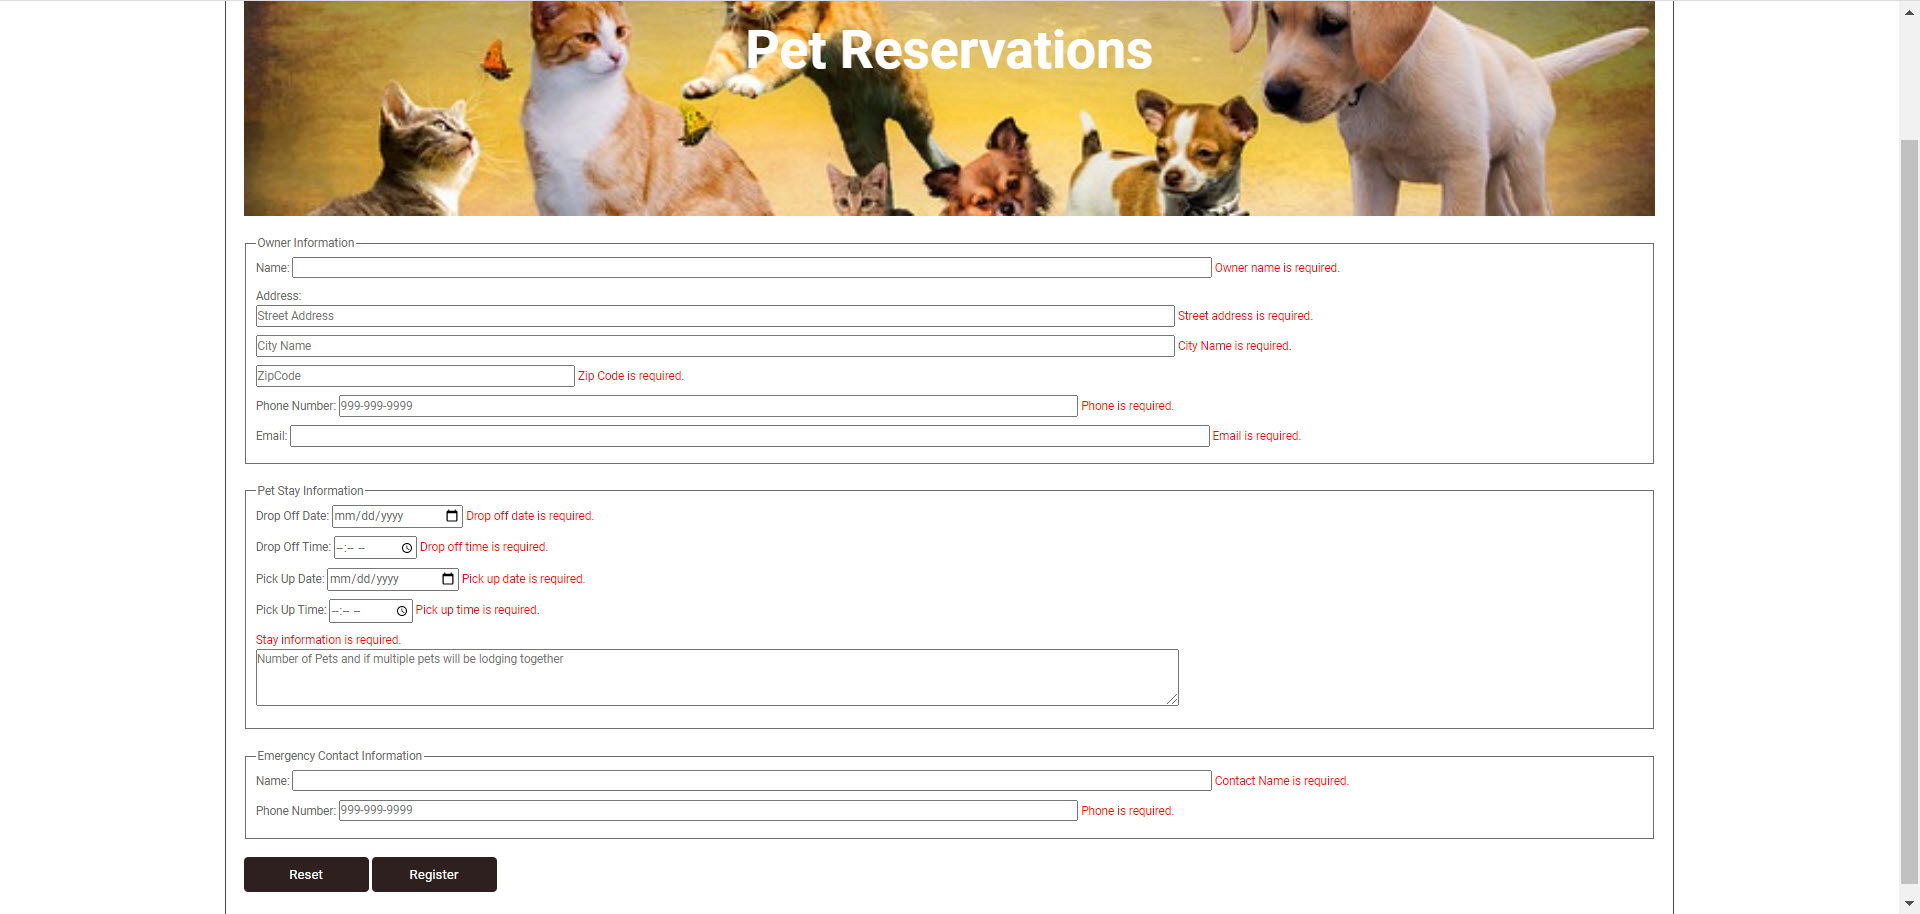 Pet Reservations
Owner Information
Name: Owner name is required.
Address:
Street Address Street address is required.
City Name City Name is required.
ZipCode Zip Code is required.
Phone Number: 999-999-9999 Phone is required.
Email: Email is required.
Pet Stay Information
Drop Off Date: mm/dd/yyyy Drop off date is required.
Drop Off Time: --:-- -- Drop off time is required.
Pick Up Date: mm/dd/yyyy Pick up date is required.
Pick Up Time: --:-- -- Pick up time is required.
Stay information is required.
Number of Pets and if multiple pets will be lodging together
Emergency Contact Information
Name: Contact Name is required.
Phone Number: 999-999-9999 Phone is required.
Reset Register